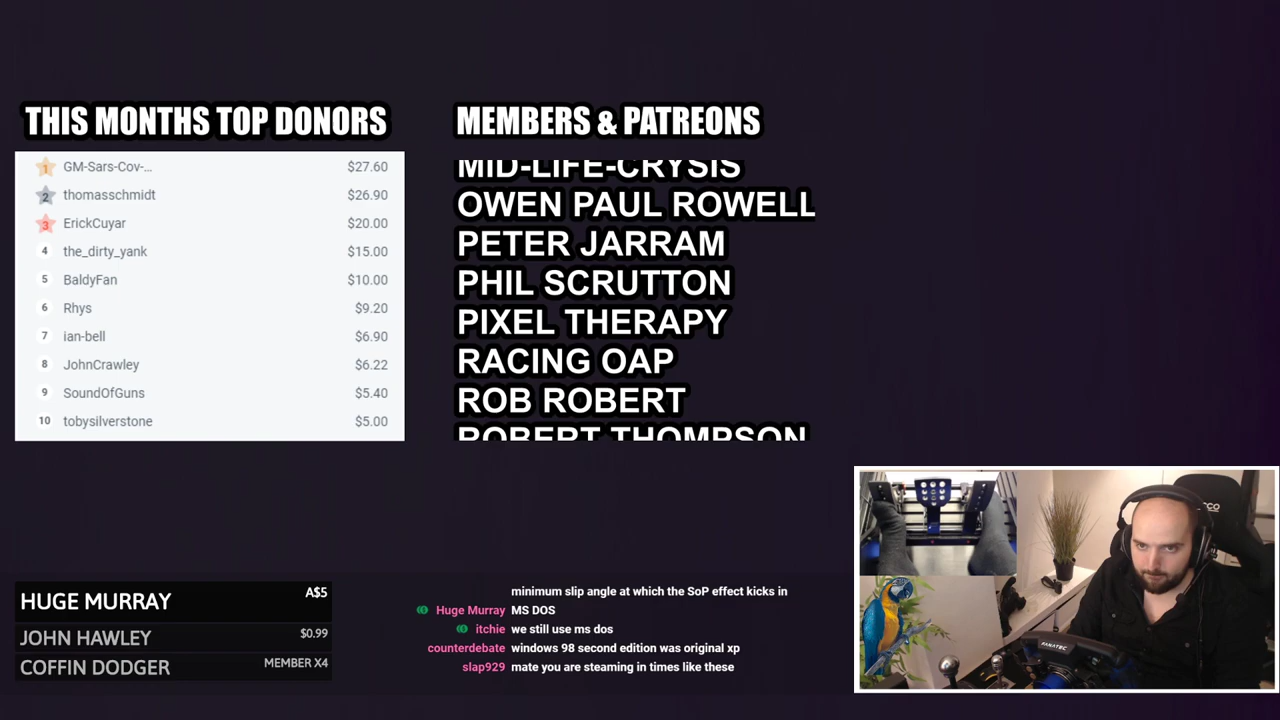 THIS MONTHS TOP DONORS
1 GM-Sars-Cov-... $27.60
2 thomasschmidt $26.90
3 ErickCuyar $20.00
4 the_dirty_yank $15.00
5 BaldyFan $10.00
6 Rhys $9.20
7 ian-bell $6.90
8 JohnCrawley $6.22
9 SoundOfGuns $5.40
10 tobysilverstone $5.00
MEMBERS & PATREONS
MID-LIFE-CRYSIS
OWEN PAUL ROWELL
PETER JARRAM
PHIL SCRUTTON
PIXEL THERAPY
RACING OAP
ROB ROBERT
ROBERT THOMPSON
HUGE MURRAY A$5
JOHN HAWLEY $0.99
COFFIN DODGER MEMBER X4
minimum slip angle at which the SoP effect kicks in
Huge Murray MS DOS
itchie we still use ms dos
counterdebate windows 98 second edition was original xp
slap929 mate you are steaming in times like these
FANATEC